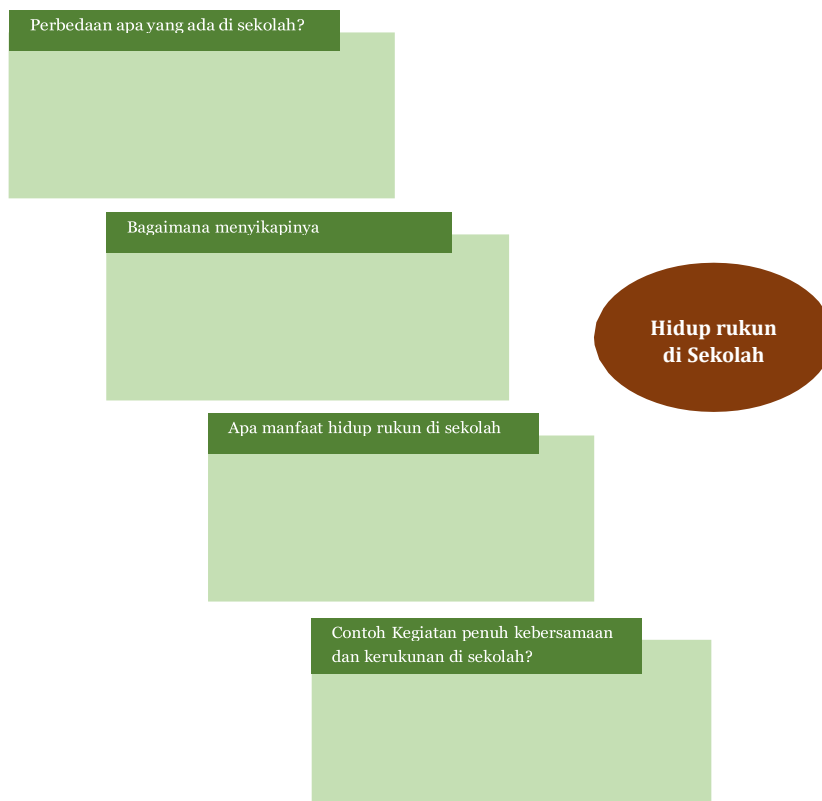 Perbedaan apa yang ada di sekolah?
Bagaimana menyikapinya
Hidup rukun
di Sekolah
Apa manfaat hidup rukun di sekolah
Contoh Kegiatan penuh kebersamaan
dan kerukunan di sekolah?